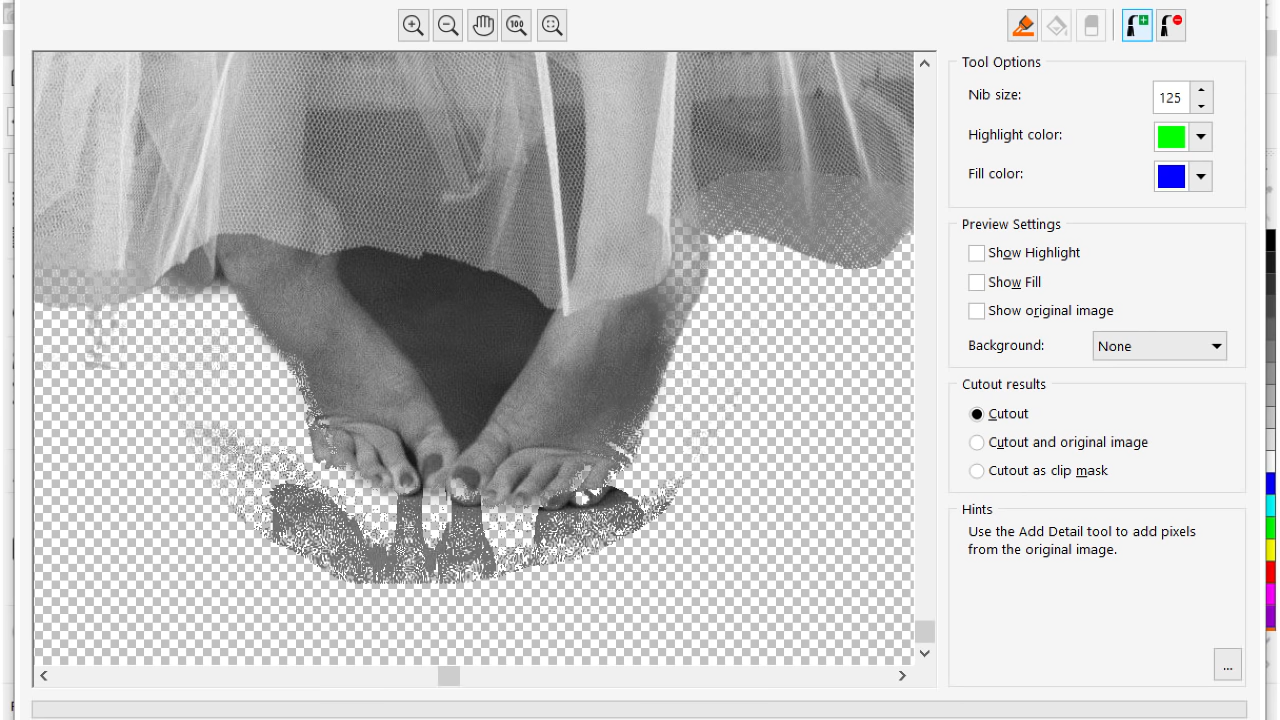 100
Tool Options
Nib size:
125
Highlight color:
Fill color:
Preview Settings
Show Highlight
Show Fill
Show original image
Background:
None
Cutout results
Cutout
Cutout and original image
Cutout as clip mask
Hints
Use the Add Detail tool to add pixels
from the original image.
...